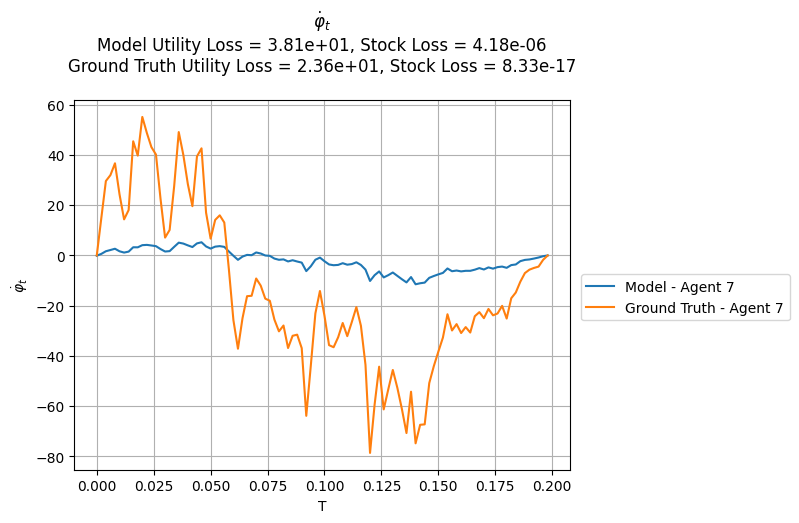 φ̇ₜ
Model Utility Loss = 3.81e+01, Stock Loss = 4.18e-06
Ground Truth Utility Loss = 2.36e+01, Stock Loss = 8.33e-17
60
40
20
0
−20
−40
−60
−80
φ̇ₜ
0.000
0.025
0.050
0.075
0.100
0.125
0.150
0.175
0.200
T
Model - Agent 7
Ground Truth - Agent 7